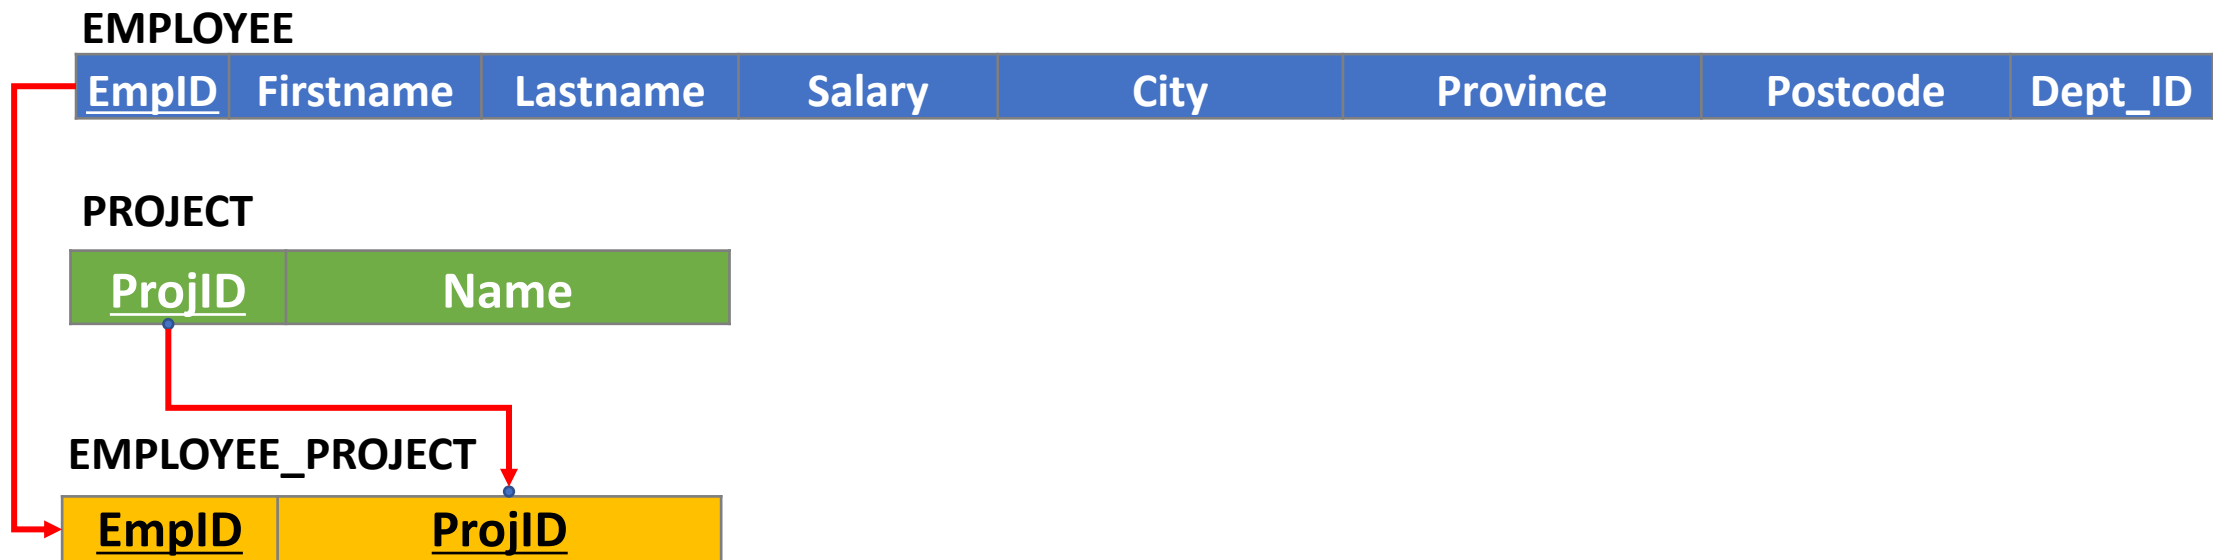 EMPLOYEE
EmpID Firstname Lastname Salary City Province Postcode Dept_ID
PROJECT
ProjID Name
EMPLOYEE_PROJECT
EmpID ProjID